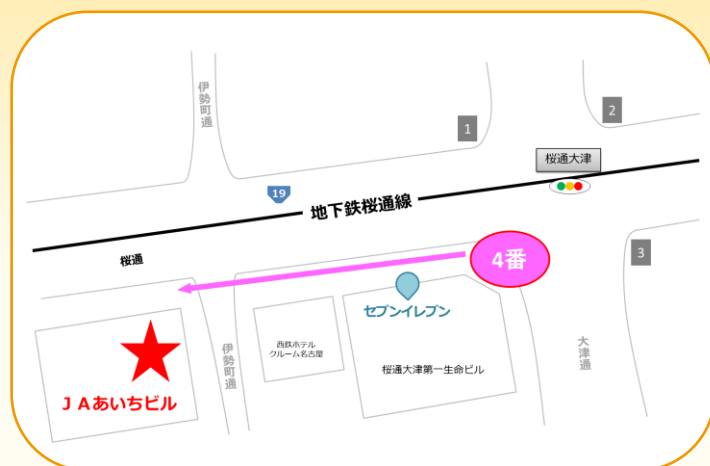 伊勢町通
1
2
桜通大津
19
地下鉄桜通線
桜通
4番
3
セブンイレブン
西鉄ホテル
クルーム名古屋
伊勢町通
桜通大津第一生命ビル
大津通
ＪＡあいちビル